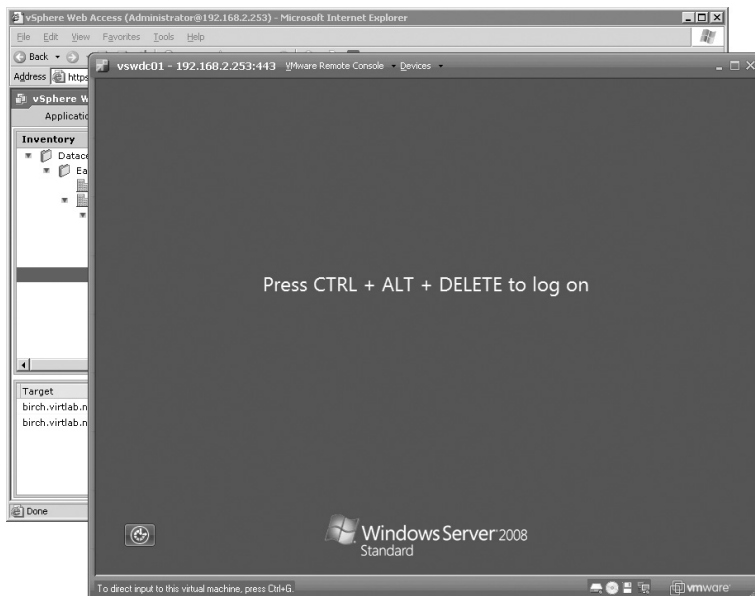 vSphere Web Access (Administrator@192.168.2.253) - Microsoft Internet Explorer
File Edit View Favorites Tools Help
Back
Address https
vswdc01 - 192.168.2.253:443 VMware Remote Console Devices
vSphere W
Applicatio
Inventory
Datace
Ea
Press CTRL + ALT + DELETE to log on
Target
birch.virtlab.n
birch.virtlab.n
Windows Server 2008
Standard
Done
To direct input to this virtual machine, press Ctrl+G.
vmware